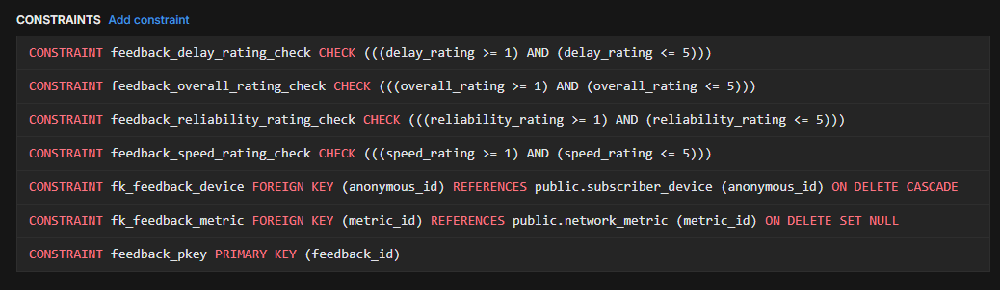 CONSTRAINTS Add constraint
CONSTRAINT feedback_delay_rating_check CHECK (((delay_rating >= 1) AND (delay_rating <= 5)))
CONSTRAINT feedback_overall_rating_check CHECK (((overall_rating >= 1) AND (overall_rating <= 5)))
CONSTRAINT feedback_reliability_rating_check CHECK (((reliability_rating >= 1) AND (reliability_rating <= 5)))
CONSTRAINT feedback_speed_rating_check CHECK (((speed_rating >= 1) AND (speed_rating <= 5)))
CONSTRAINT fk_feedback_device FOREIGN KEY (anonymous_id) REFERENCES public.subscriber_device (anonymous_id) ON DELETE CASCADE
CONSTRAINT fk_feedback_metric FOREIGN KEY (metric_id) REFERENCES public.network_metric (metric_id) ON DELETE SET NULL
CONSTRAINT feedback_pkey PRIMARY KEY (feedback_id)